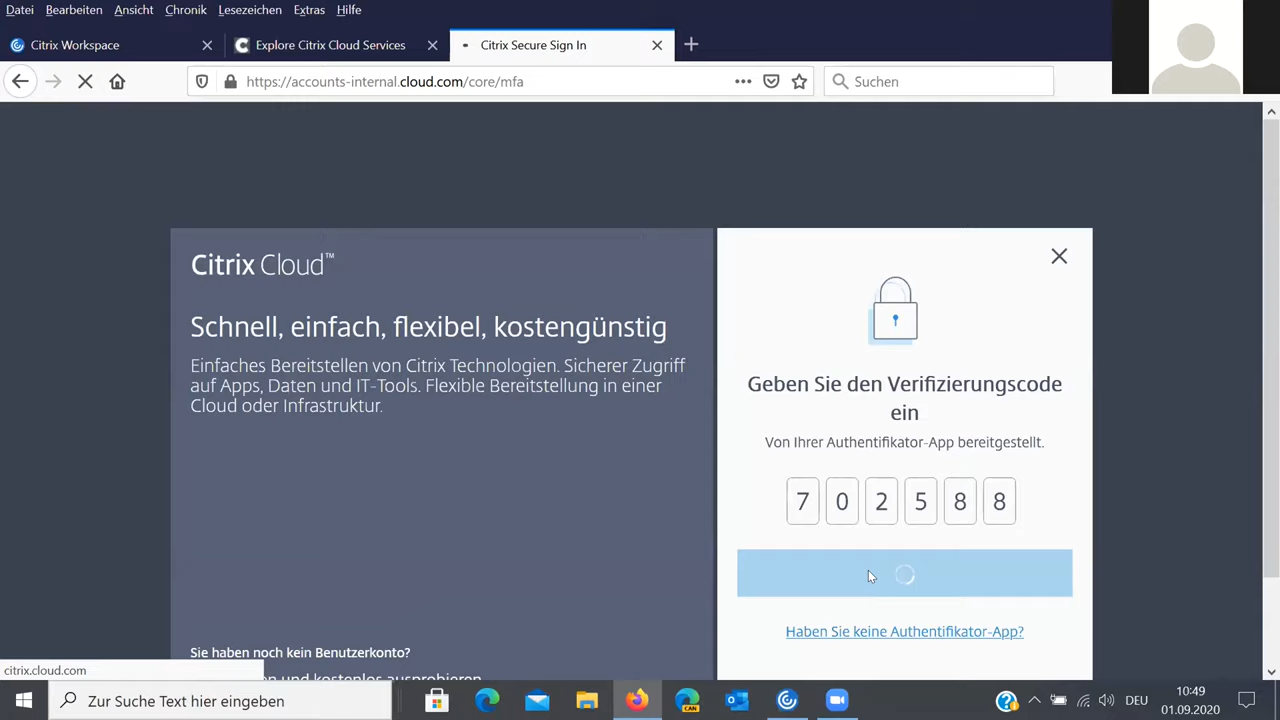 Datei Bearbeiten Ansicht Chronik Lesezeichen Extras Hilfe
Citrix Workspace
Explore Citrix Cloud Services
Citrix Secure Sign In
https://accounts-internal.cloud.com/core/mfa
Suchen
Citrix Cloud™
Schnell, einfach, flexibel, kostengünstig
Einfaches Bereitstellen von Citrix Technologien. Sicherer Zugriff
auf Apps, Daten und IT-Tools. Flexible Bereitstellung in einer
Cloud oder Infrastruktur.
Sie haben noch kein Benutzerkonto?
und kostenlos ausprobieren
Geben Sie den Verifizierungscode
ein
Von Ihrer Authentifikator-App bereitgestellt.
7 0 2 5 8 8
Haben Sie keine Authentifikator-App?
citrix.cloud.com
Zur Suche Text hier eingeben
CAN
DEU
10:49
01.09.2020